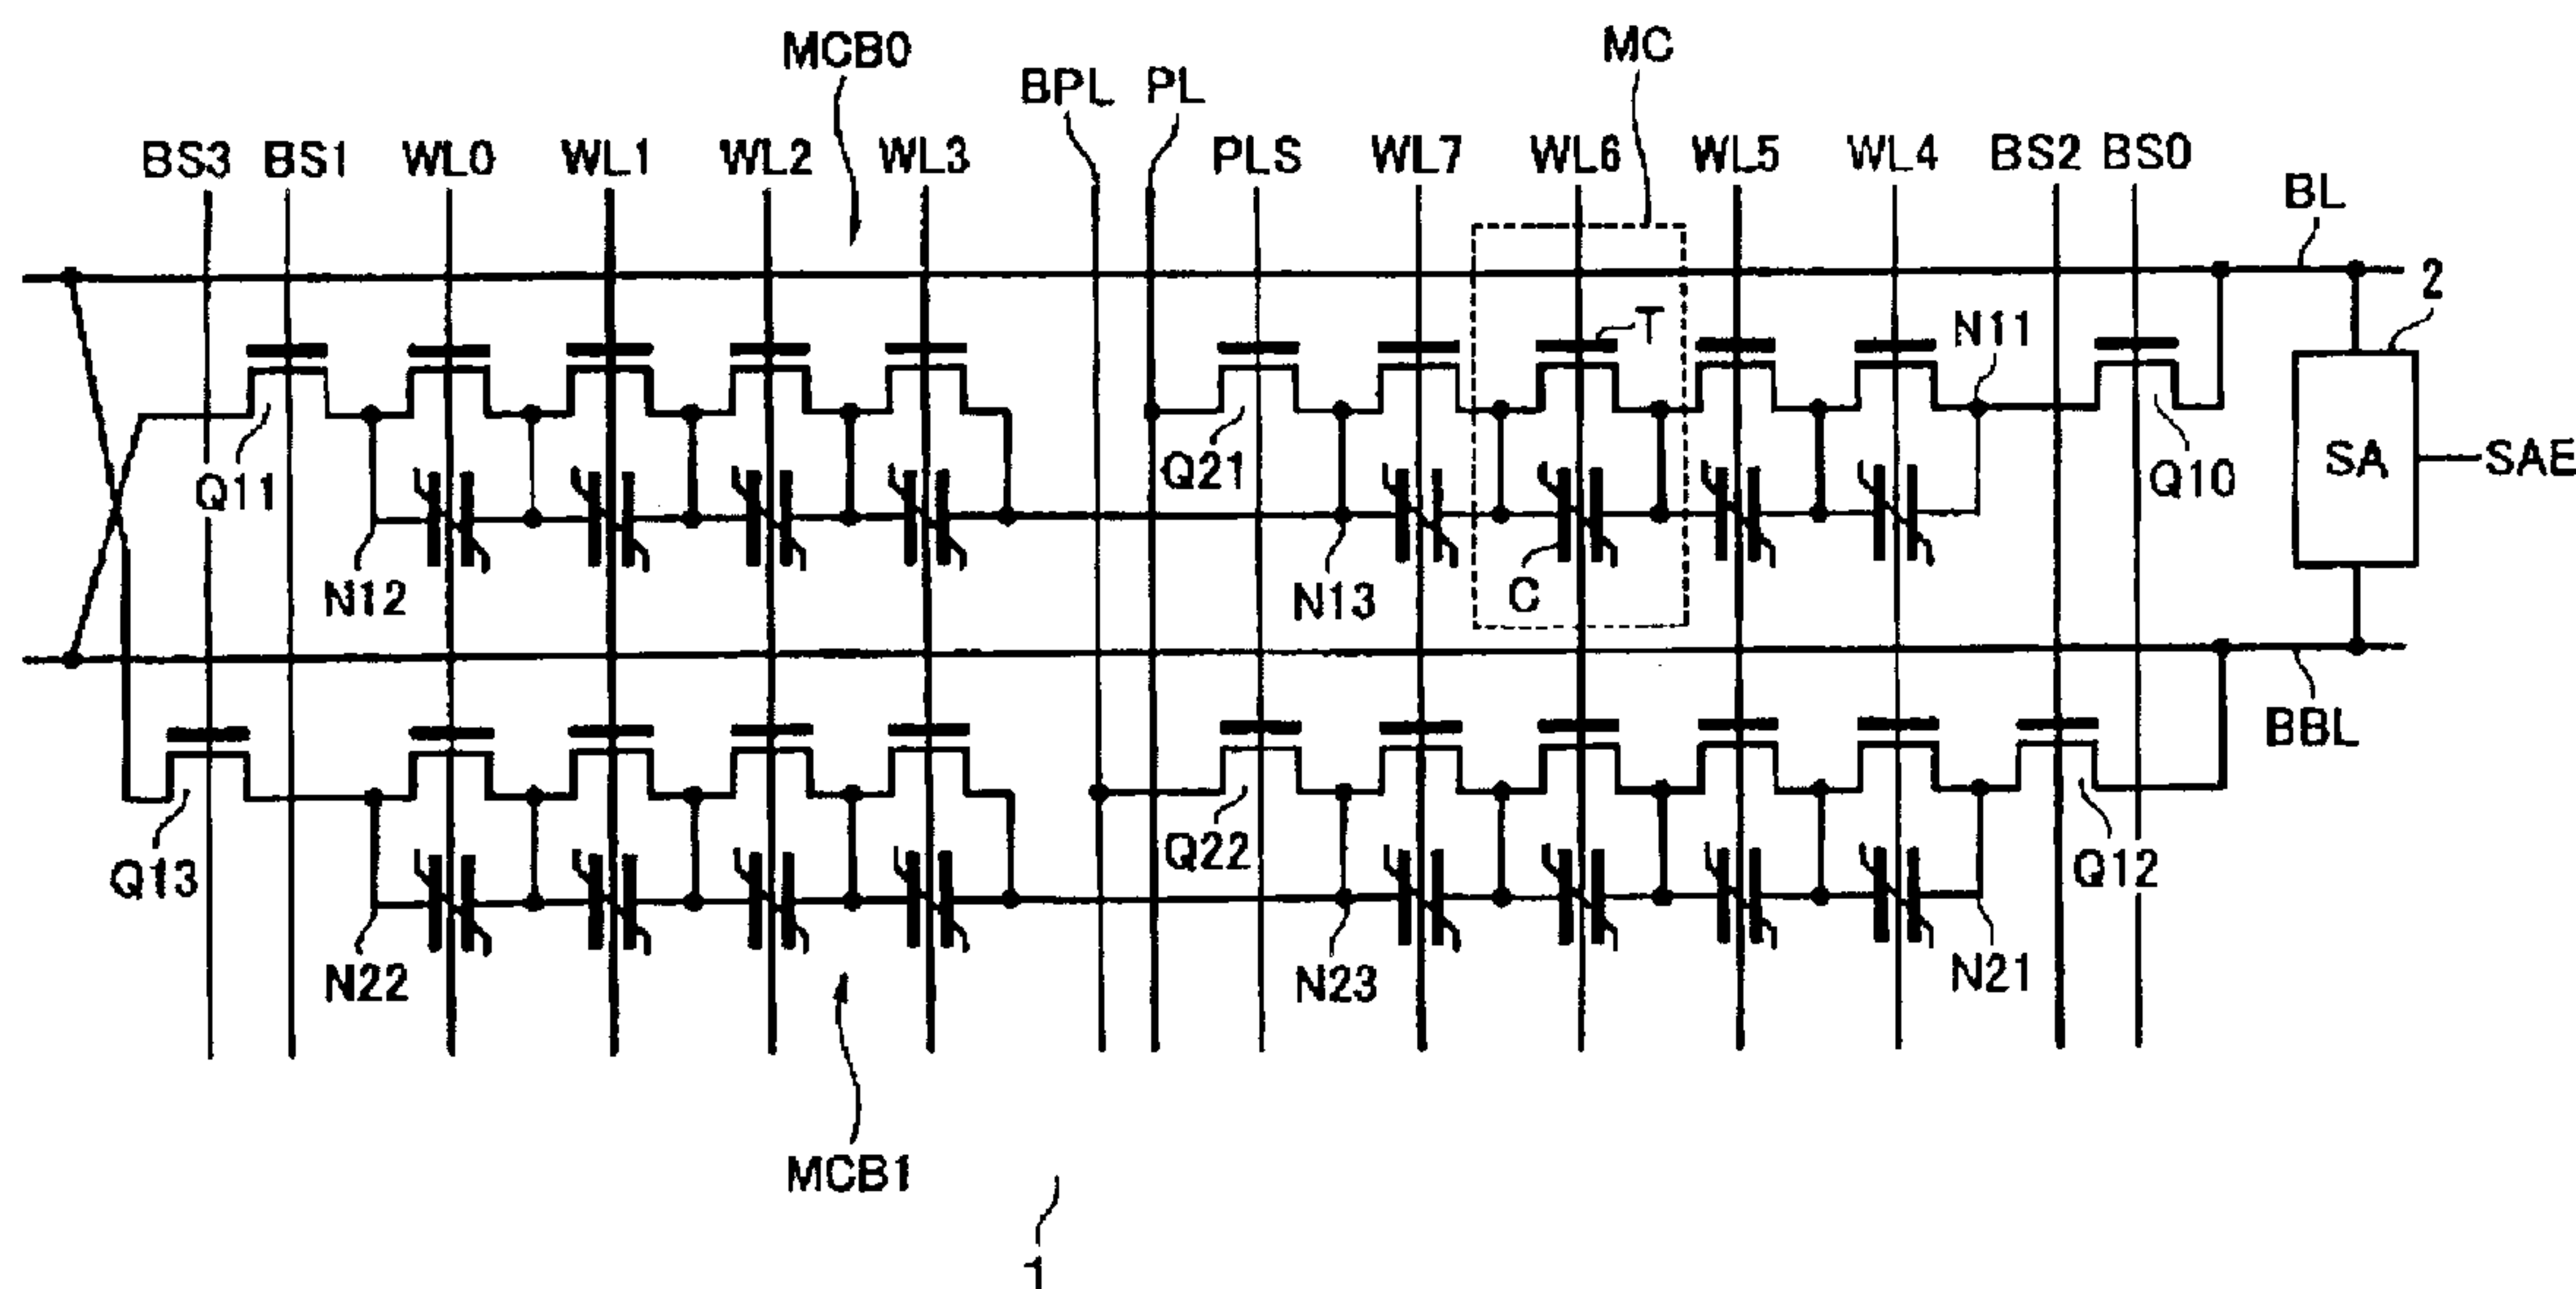 MCB0
MC
BPL PL
BS3 BS1 WL0 WL1 WL2 WL3 PLS WL7 WL6 WL5 WL4 BS2 BS0
BL
2
T
N11
Q11
Q21
Q10
SA
SAE
N12
N13
C
BBL
Q13
Q22
Q12
N22
N23
N21
MCB1
1